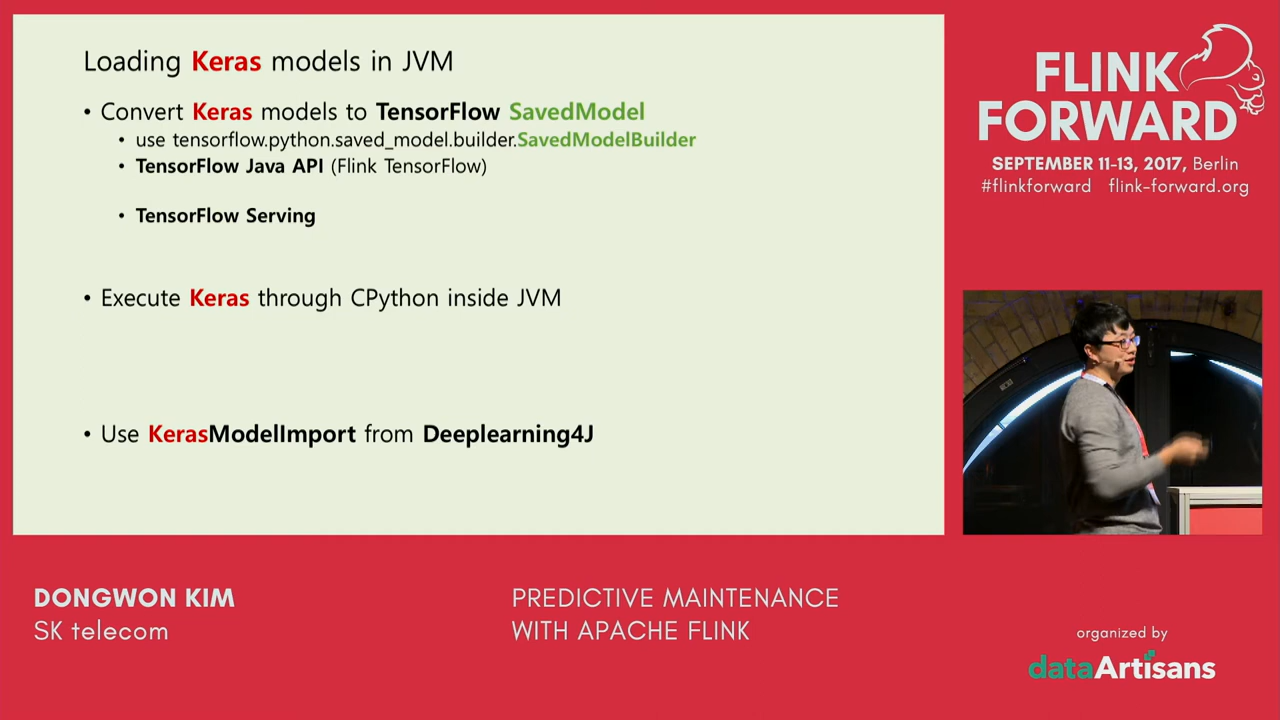 Loading Keras models in JVM
• Convert Keras models to TensorFlow SavedModel
• use tensorflow.python.saved_model.builder.SavedModelBuilder
• TensorFlow Java API (Flink TensorFlow)
• TensorFlow Serving
• Execute Keras through CPython inside JVM
• Use KerasModelImport from Deeplearning4J
FLINK
FORWARD
SEPTEMBER 11-13, 2017, Berlin
#flinkforward flink-forward.org
DONGWON KIM
SK telecom
PREDICTIVE MAINTENANCE
WITH APACHE FLINK
organized by
dataArtisans